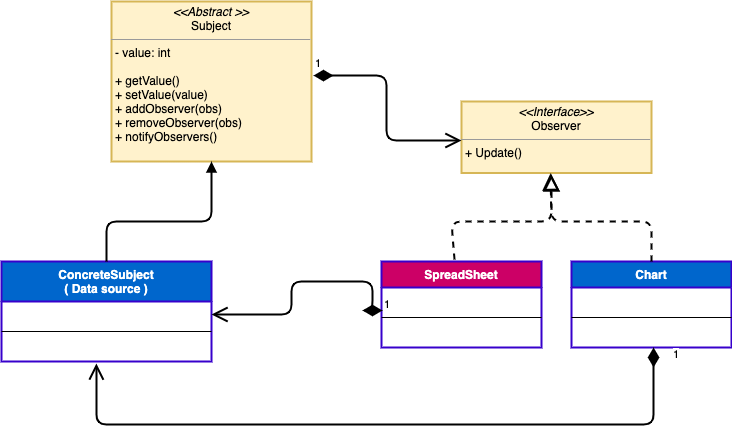 <<Abstract >>
Subject
- value: int
+ getValue()
+ setValue(value)
+ addObserver(obs)
+ removeObserver(obs)
+ notifyObservers()
1
<<Interface>>
Observer
+ Update()
ConcreteSubject
( Data source )
SpreadSheet
Chart
1
1